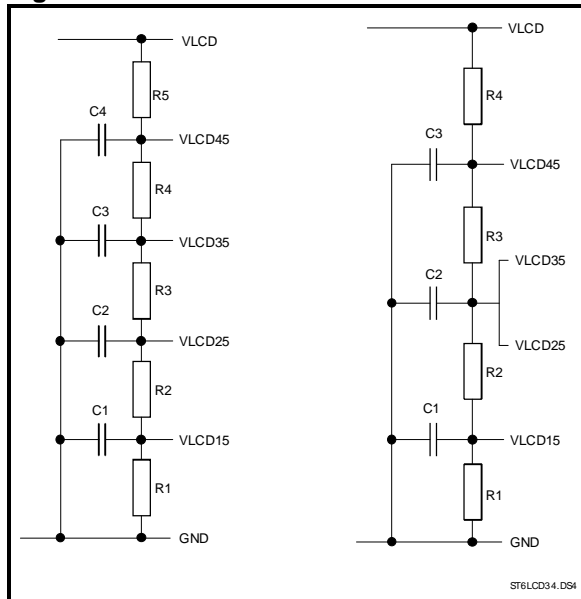 VLCD
R5
C4
VLCD45
R4
C3
VLCD35
R3
C2
VLCD25
R2
C1
VLCD15
R1
GND
VLCD
R4
C3
VLCD45
R3
VLCD35
C2
VLCD25
R2
C1
VLCD15
R1
GND
ST6LCD34.DS4